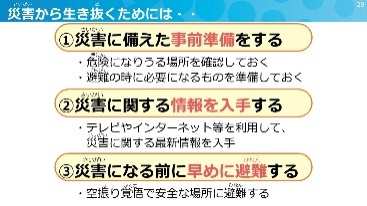 災害から生き抜くためには・・
29
①災害に備えた事前準備をする
・危険になりうる場所を確認しておく
・避難の時に必要になるものを準備しておく
②災害に関する情報を入手する
・テレビやインターネット等を利用して、
災害に関する最新情報を入手
③災害になる前に早めに避難する
・空振り覚悟で安全な場所に避難する